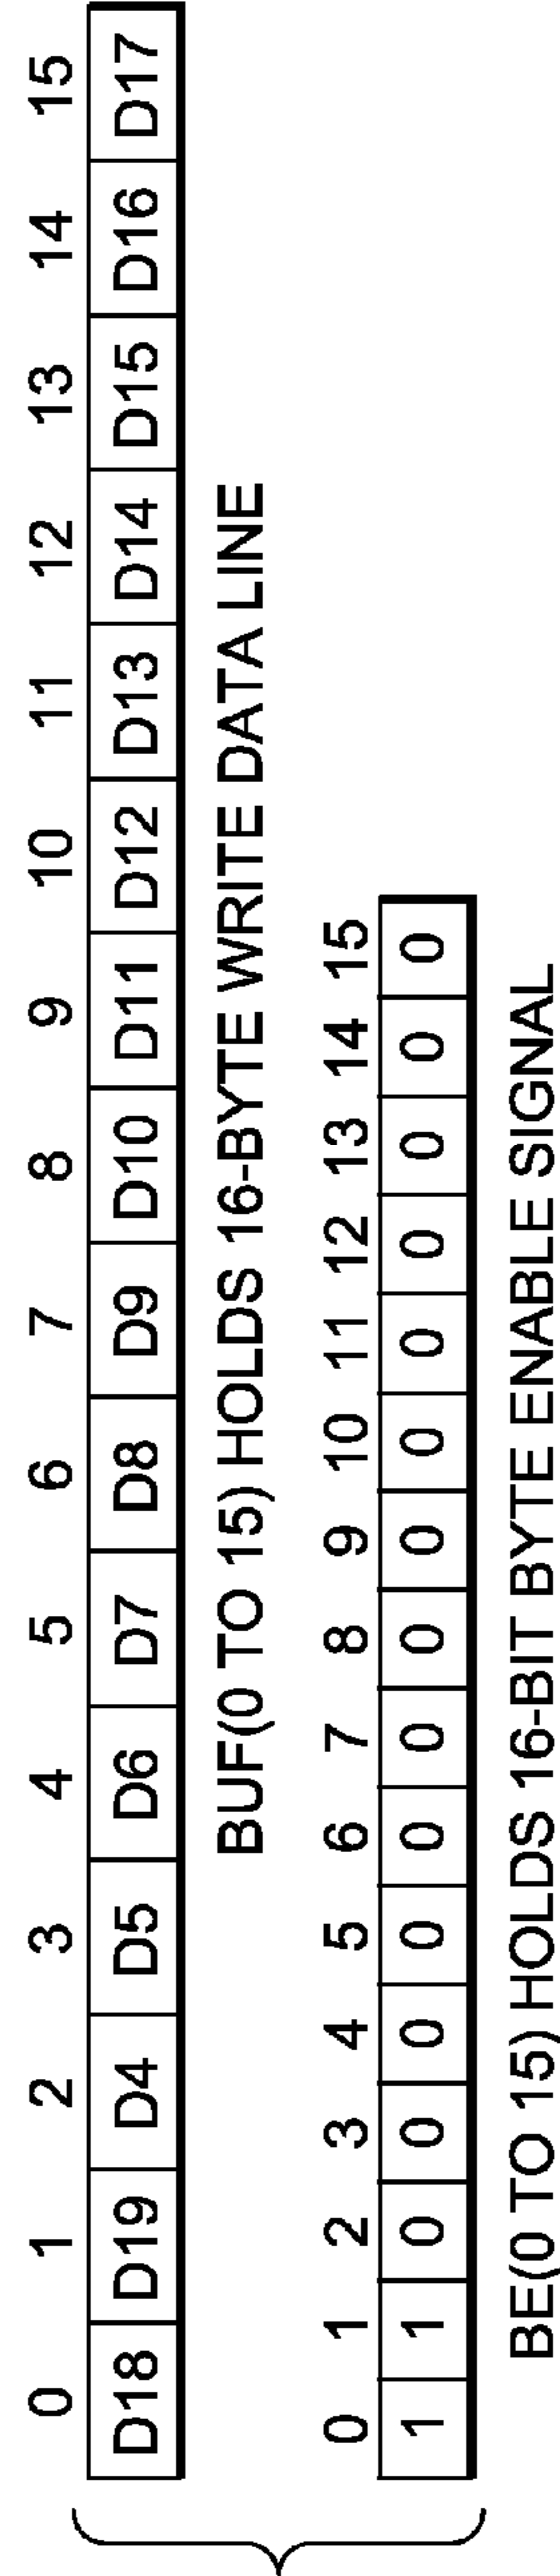 0 1 2 3 4 5 6 7 8 9 10 11 12 13 14 15
D18 D19 D4 D5 D6 D7 D8 D9 D10 D11 D12 D13 D14 D15 D16 D17
BUF(0 TO 15) HOLDS 16-BYTE WRITE DATA LINE
0 1 2 3 4 5 6 7 8 9 10 11 12 13 14 15
1 1 0 0 0 0 0 0 0 0 0 0 0 0 0 0
BE(0 TO 15) HOLDS 16-BIT BYTE ENABLE SIGNAL